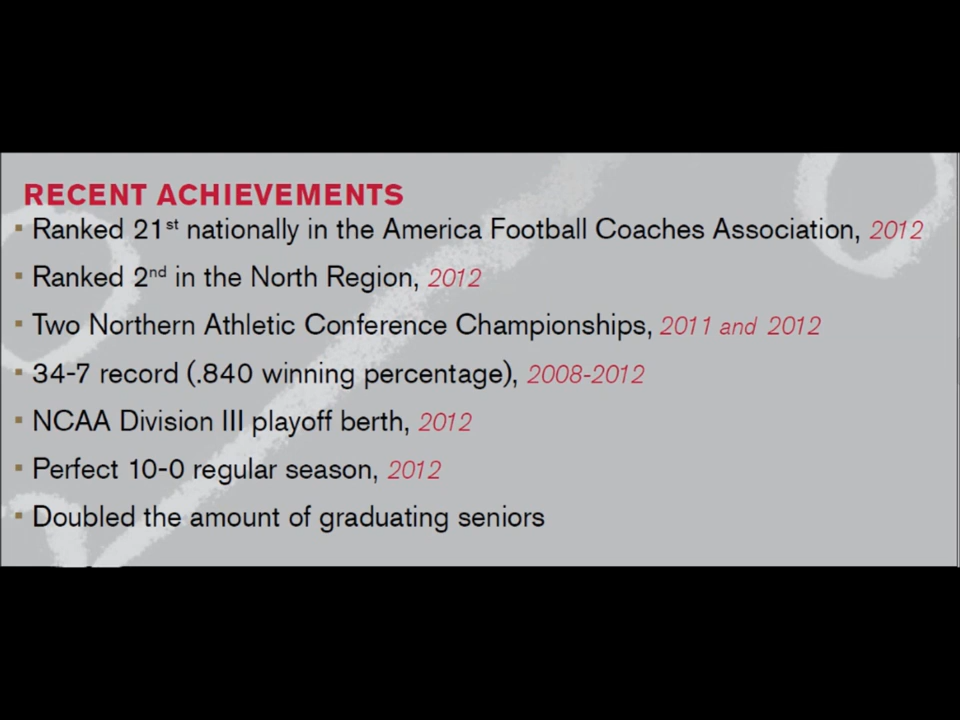 RECENT ACHIEVEMENTS
▪ Ranked 21st nationally in the America Football Coaches Association, 2012
▪ Ranked 2nd in the North Region, 2012
▪ Two Northern Athletic Conference Championships, 2011 and 2012
▪ 34-7 record (.840 winning percentage), 2008-2012
▪ NCAA Division III playoff berth, 2012
▪ Perfect 10-0 regular season, 2012
▪ Doubled the amount of graduating seniors